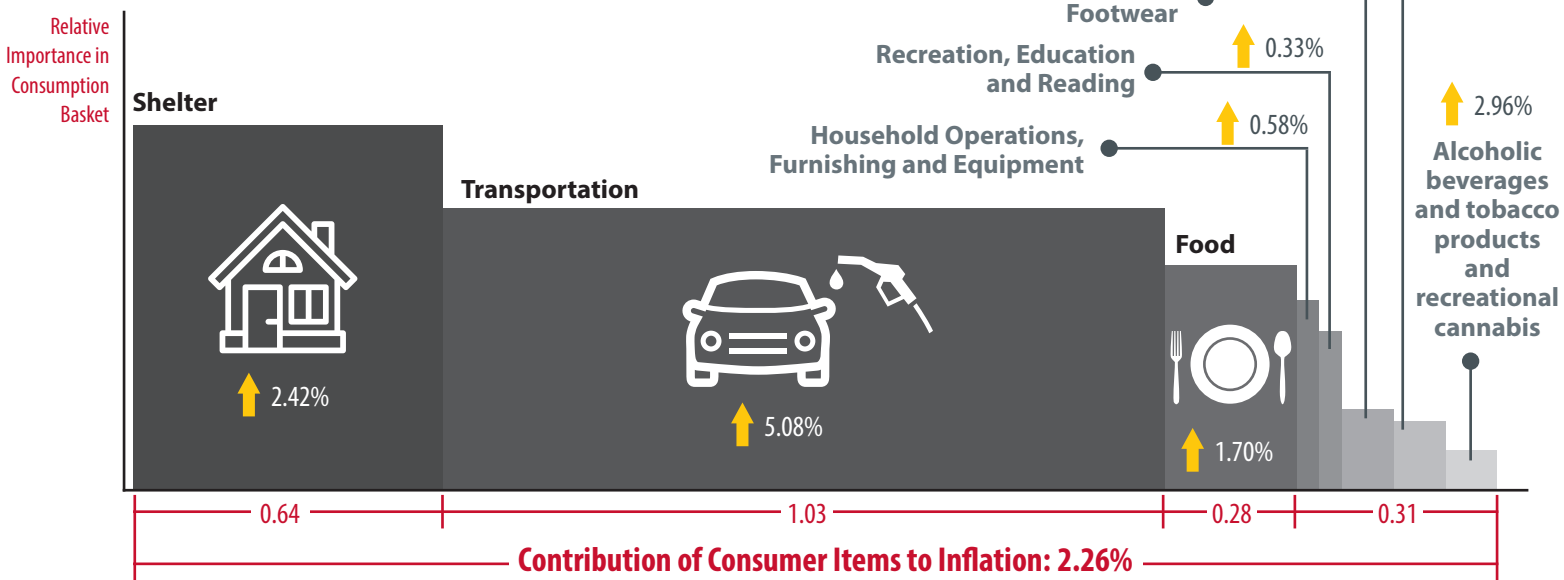 Relative
Importance in
Consumption
Basket
Footwear
0.33%
Recreation, Education
and Reading
0.58%
Household Operations,
Furnishing and Equipment
2.96%
Alcoholic
beverages
and tobacco
products
and
recreational
cannabis
Shelter
Transportation
Food
2.42%
5.08%
1.70%
0.64
1.03
0.28
0.31
Contribution of Consumer Items to Inflation: 2.26%